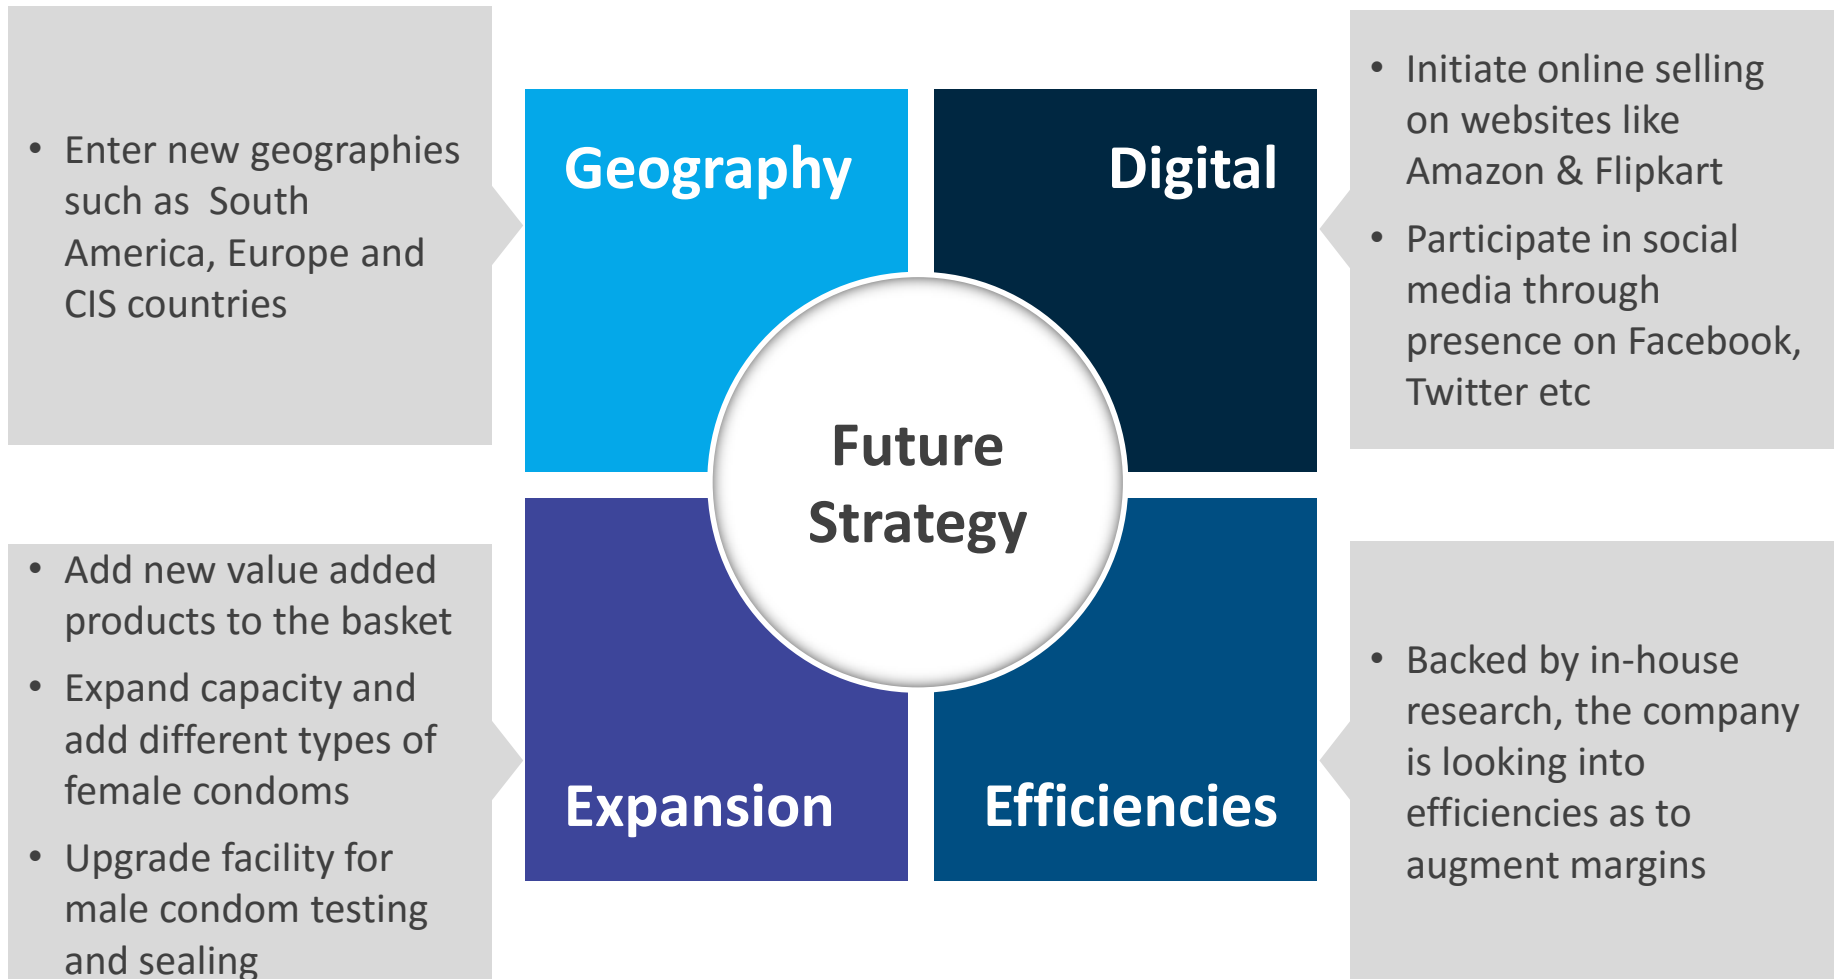 • Enter new geographies
such as  South
America, Europe and
CIS countries
Geography
Digital
• Initiate online selling
on websites like
Amazon & Flipkart
• Participate in social
media through
presence on Facebook,
Twitter etc
Future
Strategy
• Add new value added
products to the basket
• Expand capacity and
add different types of
female condoms
• Upgrade facility for
male condom testing
and sealing
Expansion
Efficiencies
• Backed by in-house
research, the company
is looking into
efficiencies as to
augment margins